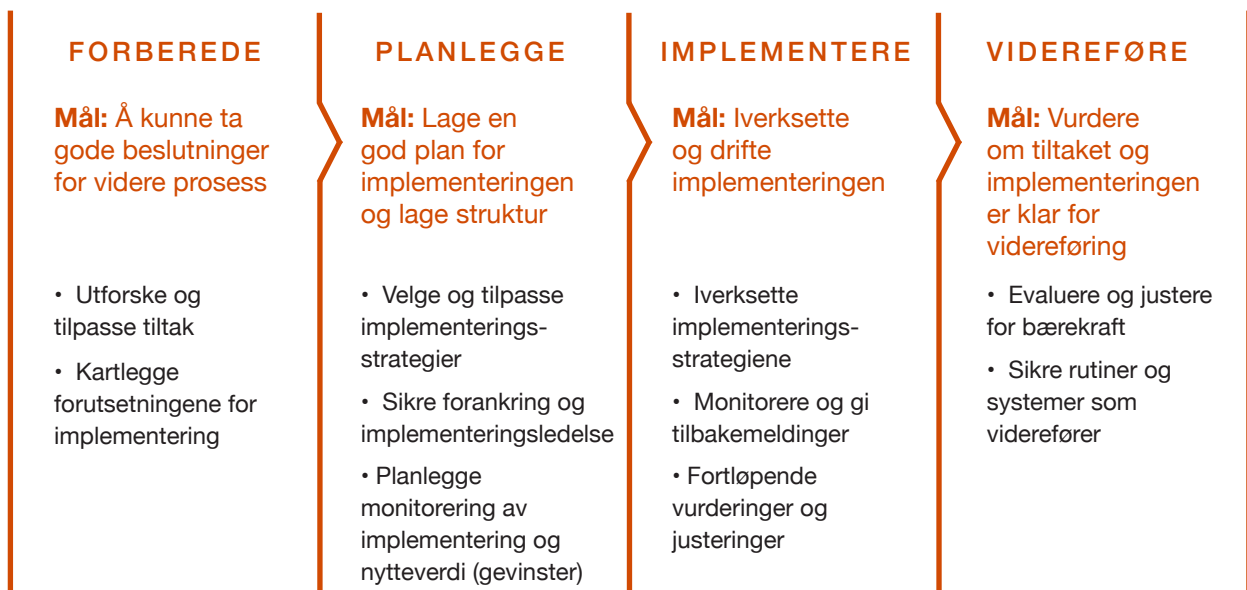 FORBEREDE
Mål: Å kunne ta
gode beslutninger
for videre prosess
• Utforske og
tilpasse tiltak
• Kartlegge
forutsetningene for
implementering
PLANLEGGE
Mål: Lage en
god plan for
implementeringen
og lage struktur
• Velge og tilpasse
implementerings-
strategier
• Sikre forankring og
implementeringsledelse
• Planlegge
monitorering av
implementering og
nytteverdi (gevinster)
IMPLEMENTERE
Mål: Iverksette
og drifte
implementeringen
• Iverksette
implementerings-
strategiene
• Monitorere og gi
tilbakemeldinger
• Fortløpende
vurderinger og
justeringer
VIDEREFØRE
Mål: Vurdere
om tiltaket og
implementeringen
er klar for
videreføring
• Evaluere og justere
for bærekraft
• Sikre rutiner og
systemer som
viderefører